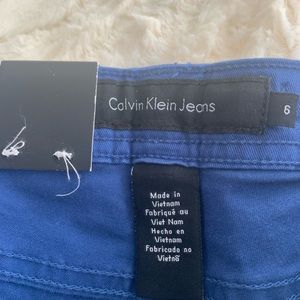 Calvin Klein Jeans
6
Made in
Vietnam
Fabriqué au
Viet Nam
Hecho en
Vietnam
Fabricado no
Vietnã